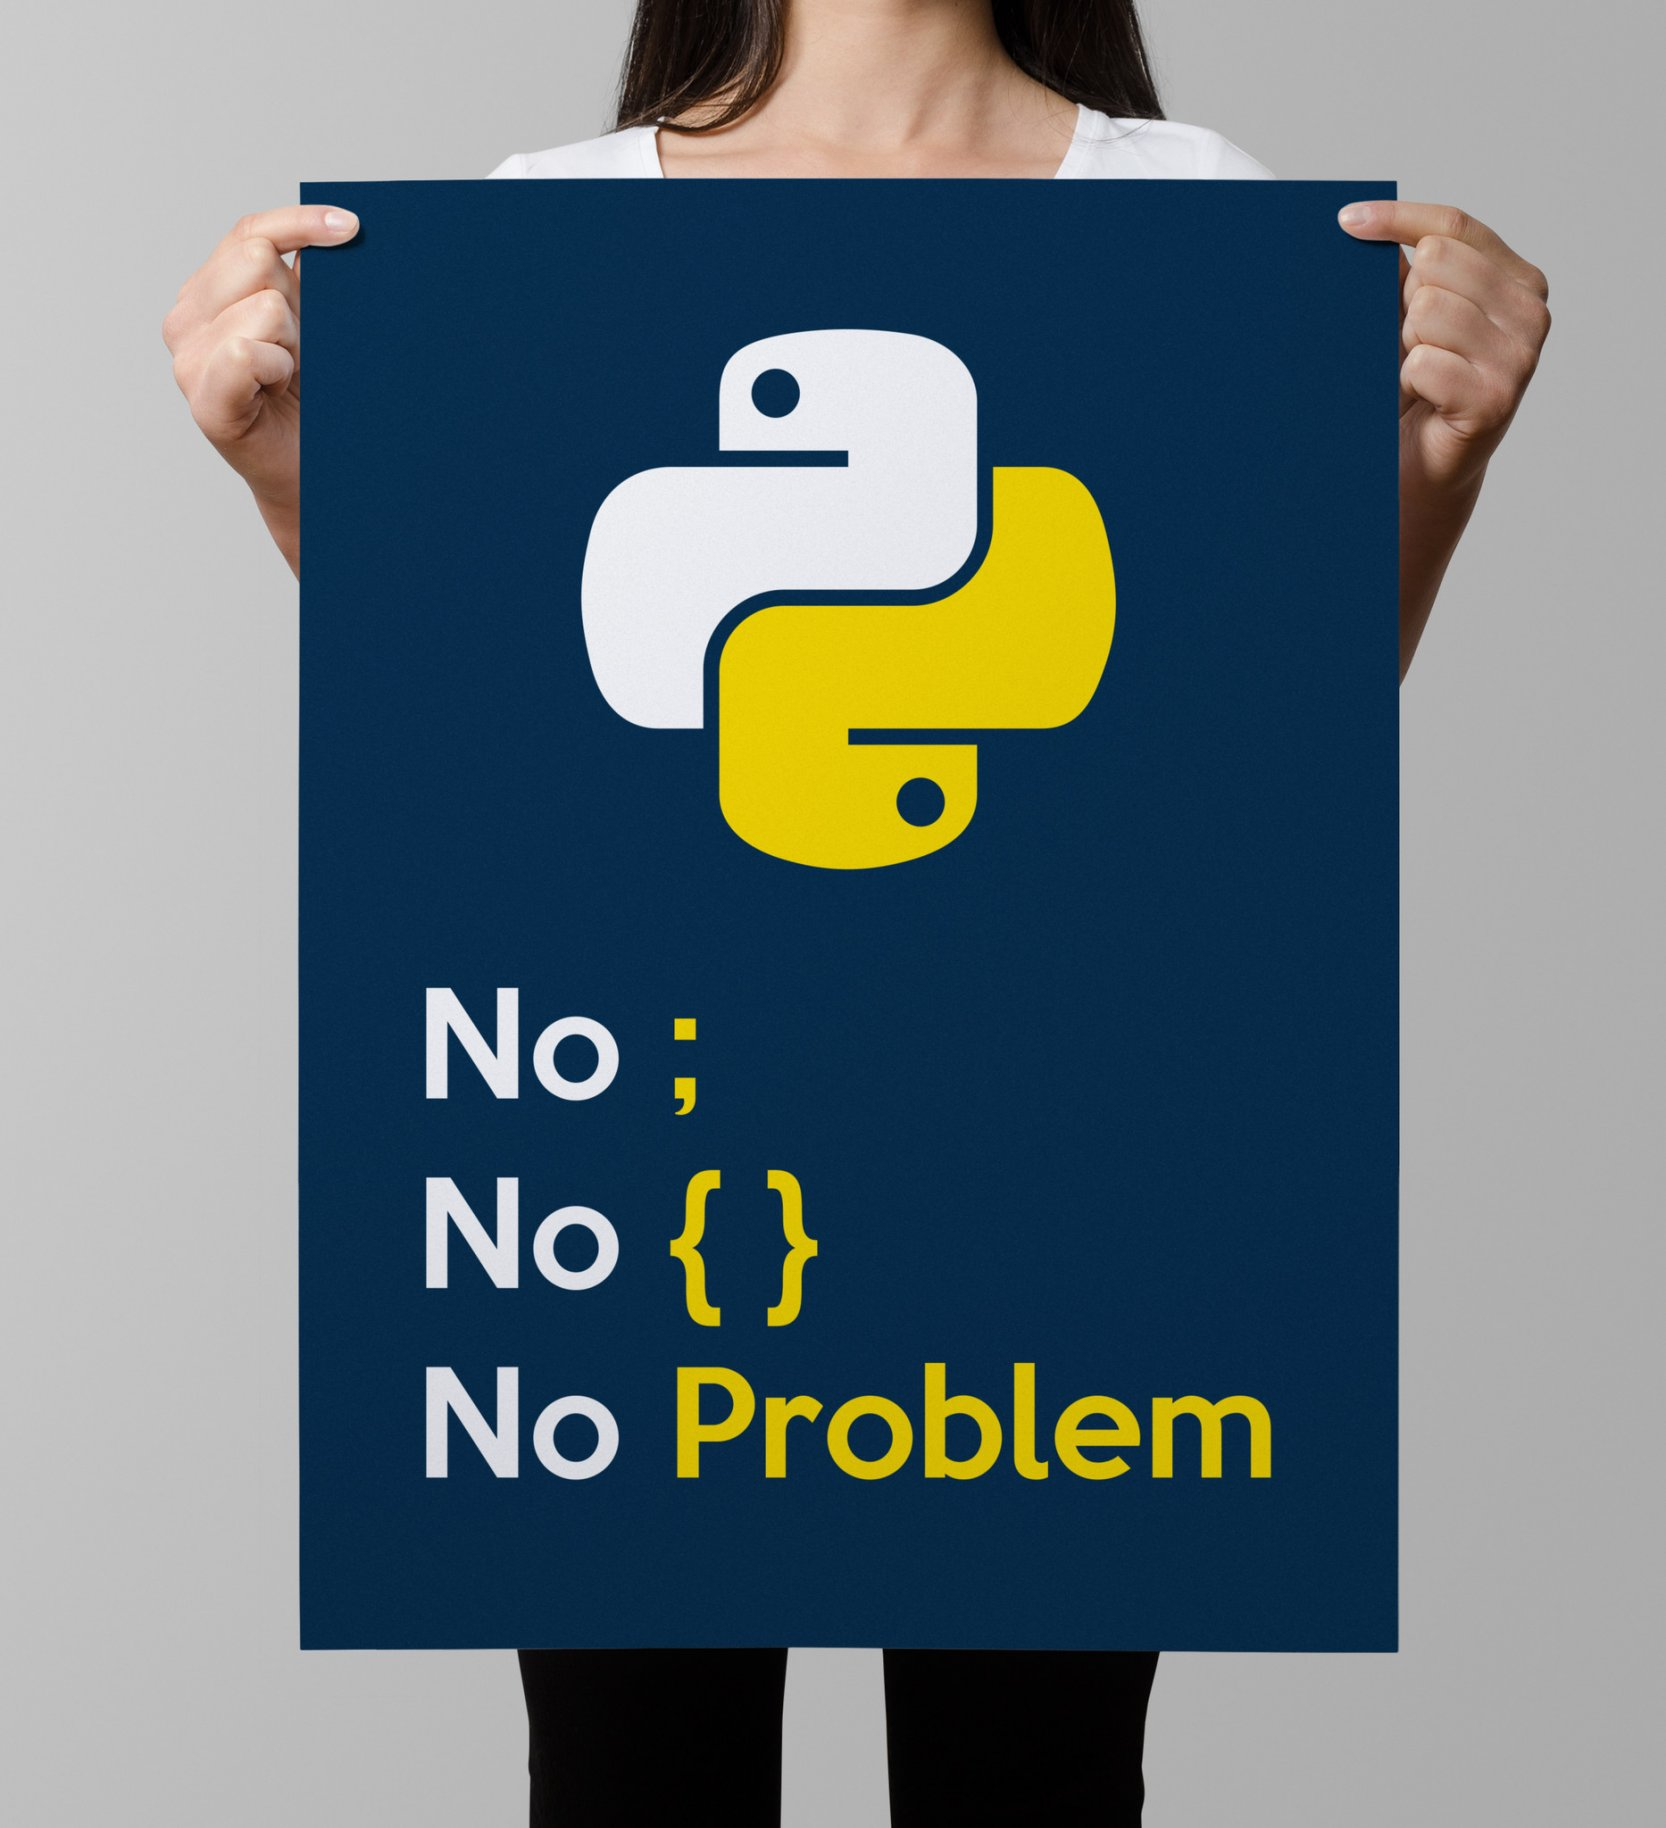 No ;
No { }
No Problem